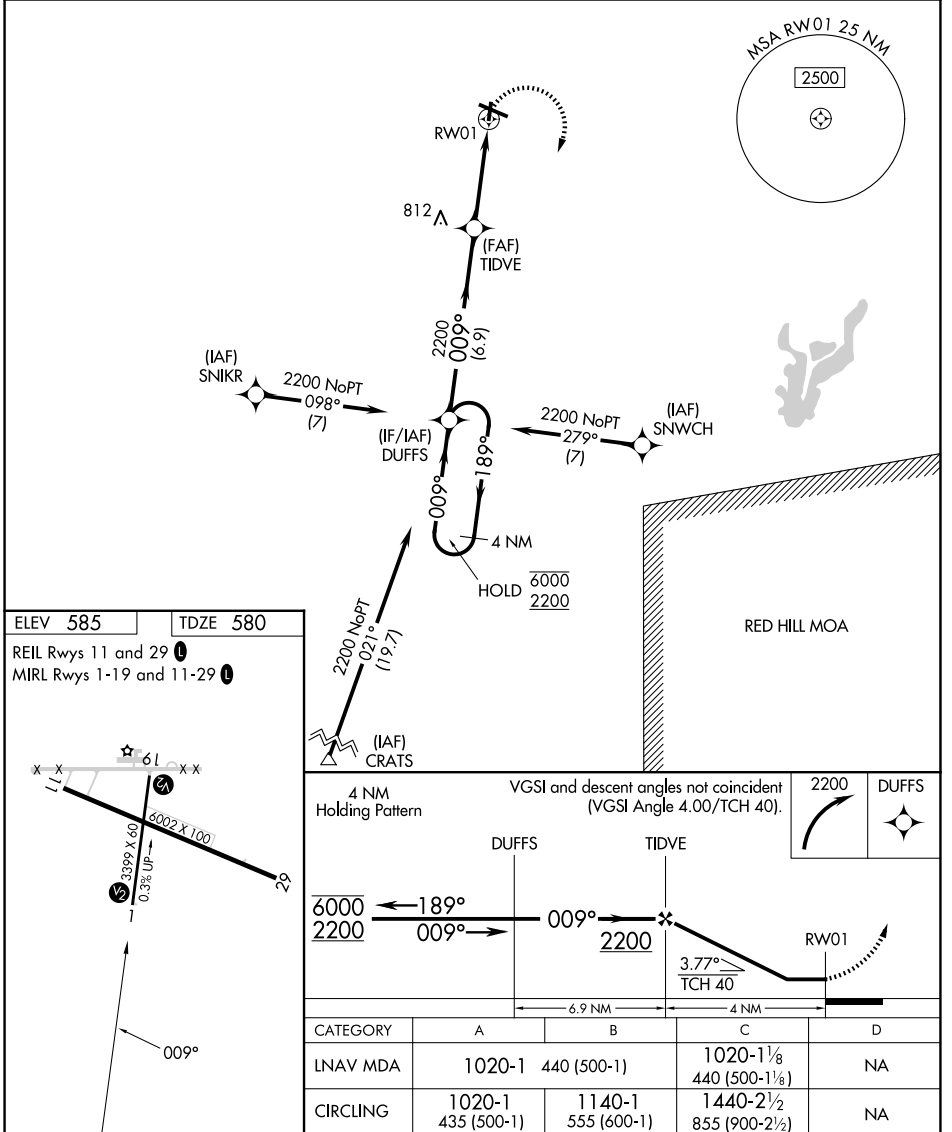 MSA RW01 25 NM
2500
RW01
812
(FAF)
TIDVE
2200
009°
(6.9)
(IAF)
SNIKR
2200 NoPT
098°
(7)
(IF/IAF)
DUFFS
2200 NoPT
279°
(7)
(IAF)
SNWCH
009°
189°
4 NM
HOLD
6000
2200
2200 NoPT
021°
(19.7)
(IAF)
CRATS
RED HILL MOA
ELEV 585
TDZE 580
REIL Rwys 11 and 29 L
MIRL Rwys 1-19 and 11-29 L
X X
X X
19
V2
11
6002 X 100
3399 X 60
0.3% UP
V2
1
29
009°
4 NM
Holding Pattern
VGSI and descent angles not coincident
(VGSI Angle 4.00/TCH 40).
2200
DUFFS
DUFFS
TIDVE
6000
2200
189°
009°
009°
2200
3.77°
TCH 40
RW01
6.9 NM
4 NM
CATEGORY A B C D
LNAV MDA 1020-1 440 (500-1) 1020-1⅛ 440 (500-1⅛) NA
CIRCLING 1020-1 435 (500-1) 1140-1 555 (600-1) 1440-2½ 855 (900-2½) NA